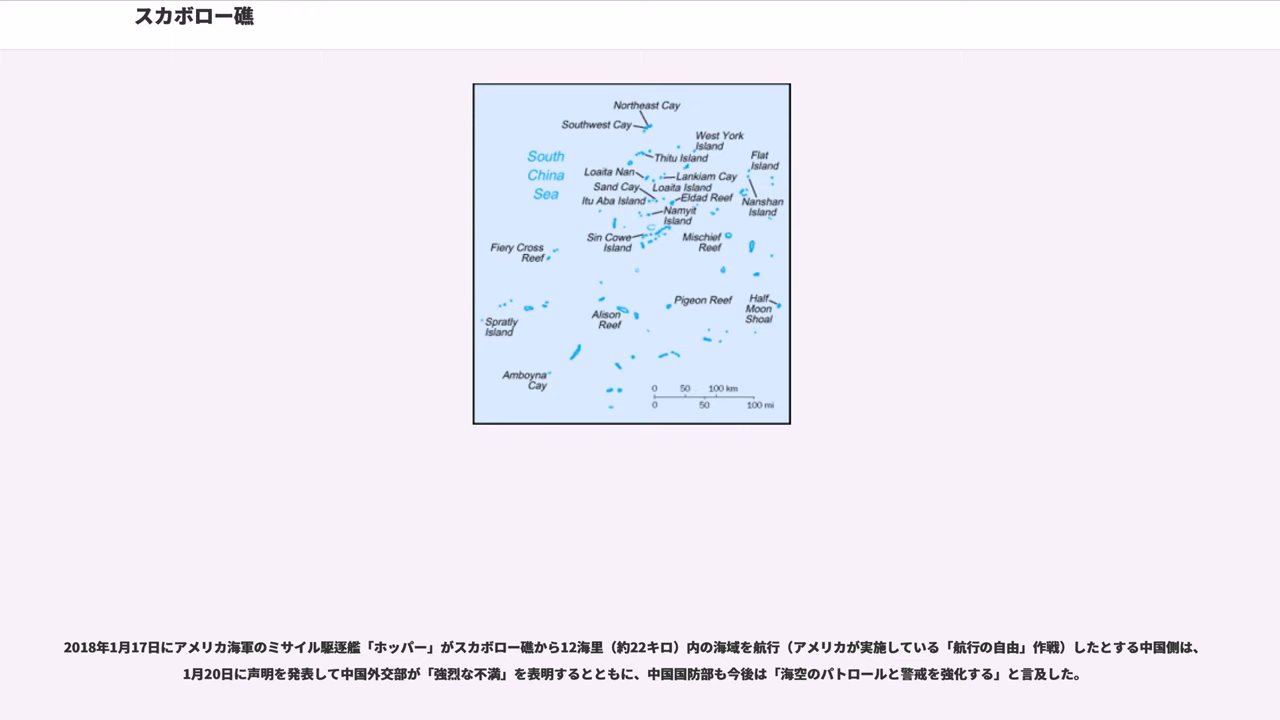 スカボロー礁
Northeast Cay
Southwest Cay
West York
Island
South
China
Sea
Thitu Island
Flat
Island
Loaita Nan
Lankiam Cay
Sand Cay
Loaita Island
Itu Aba Island
Eldad Reef
Nanshan
Island
Namyit
Island
Sin Cowe
Island
Mischief
Reef
Fiery Cross
Reef
Pigeon Reef
Half
Moon
Shoal
Alison
Reef
Spratly
Island
Amboyna
Cay
0 50 100 km
0 50 100 mi
2018年1月17日にアメリカ海軍のミサイル駆逐艦「ホッパー」がスカボロー礁から12海里（約22キロ）内の海域を航行（アメリカが実施している「航行の自由」作戦）したとする中国側は、
1月20日に声明を発表して中国外交部が「強烈な不満」を表明するとともに、中国国防部も今後は「海空のパトロールと警戒を強化する」と言及した。